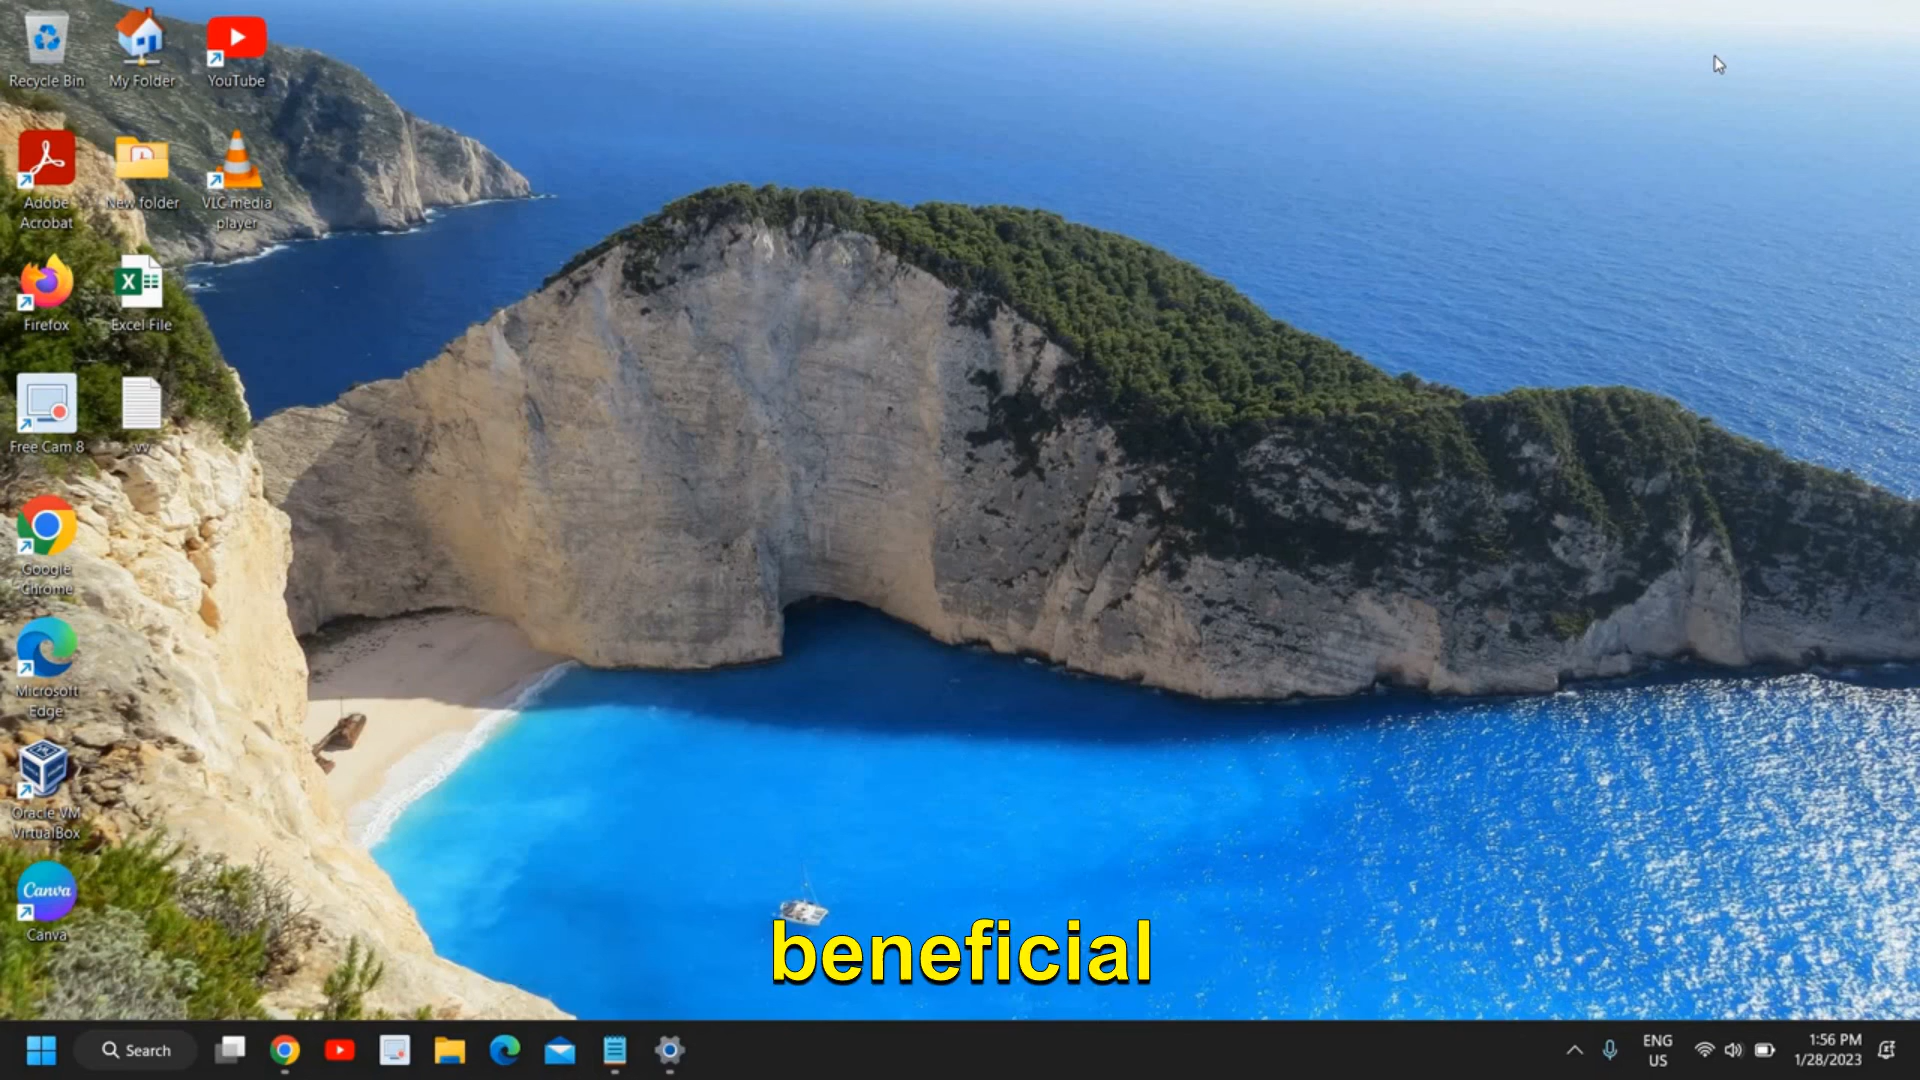 Recycle Bin
My Folder
YouTube
Adobe
Acrobat
New folder
VLC media
player
Firefox
Excel File
Free Cam 8
vv
Google
Chrome
Microsoft
Edge
Oracle VM
VirtualBox
Canva
Canva
beneficial
Search
ENG
US
1:56 PM
1/28/2023